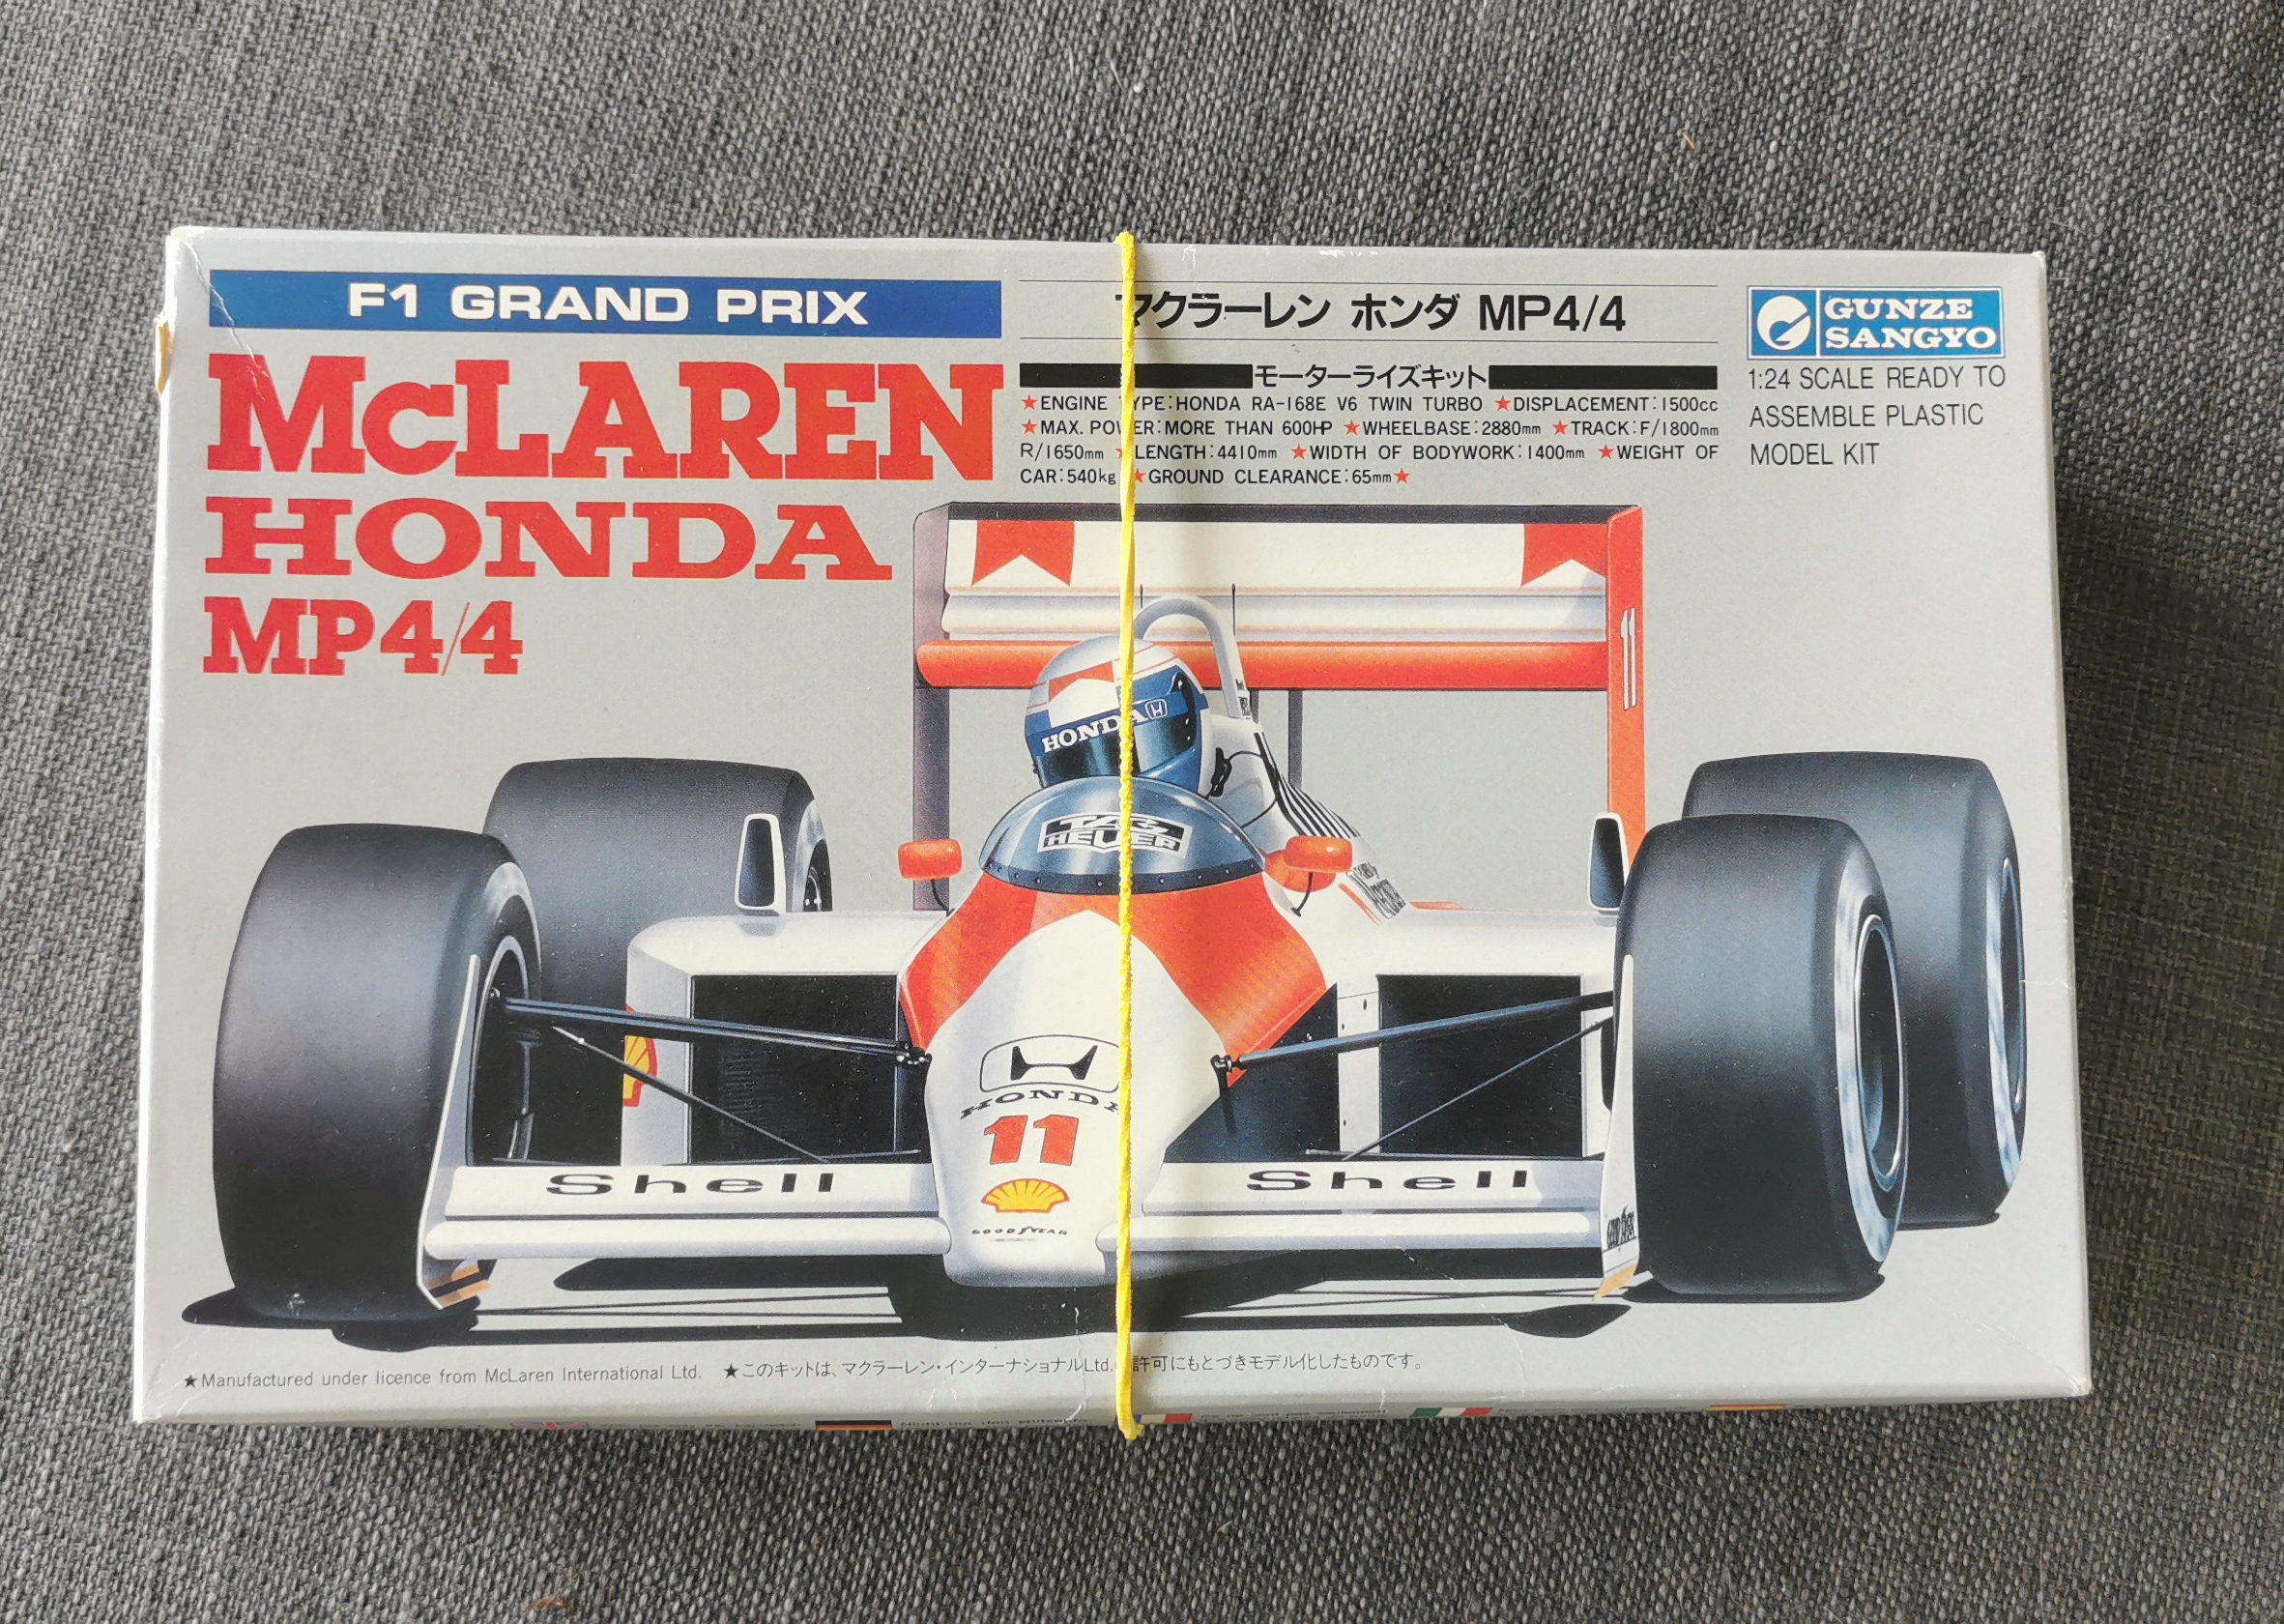 F1 GRAND PRIX
McLAREN
HONDA
MP4/4
マクラーレン ホンダ MP4/4
モーターライズキット
★ENGINE TYPE:HONDA RA-168E V6 TWIN TURBO ★DISPLACEMENT:1500cc
★MAX. POWER:MORE THAN 600HP ★WHEELBASE:2880mm ★TRACK:F/1800mm
R/1650mm ★LENGTH:4410mm ★WIDTH OF BODYWORK:1400mm ★WEIGHT OF
CAR:540kg ★GROUND CLEARANCE:65mm★
GUNZE
SANGYO
1:24 SCALE READY TO
ASSEMBLE PLASTIC
MODEL KIT
11
HONDA
TAG
HEUER
HONDA
11
Shell
Shell
GOODYEAR
★Manufactured under licence from McLaren International Ltd. ★このキットは、マクラーレン・インターナショナルLtd.の許可にもとづきモデル化したものです。